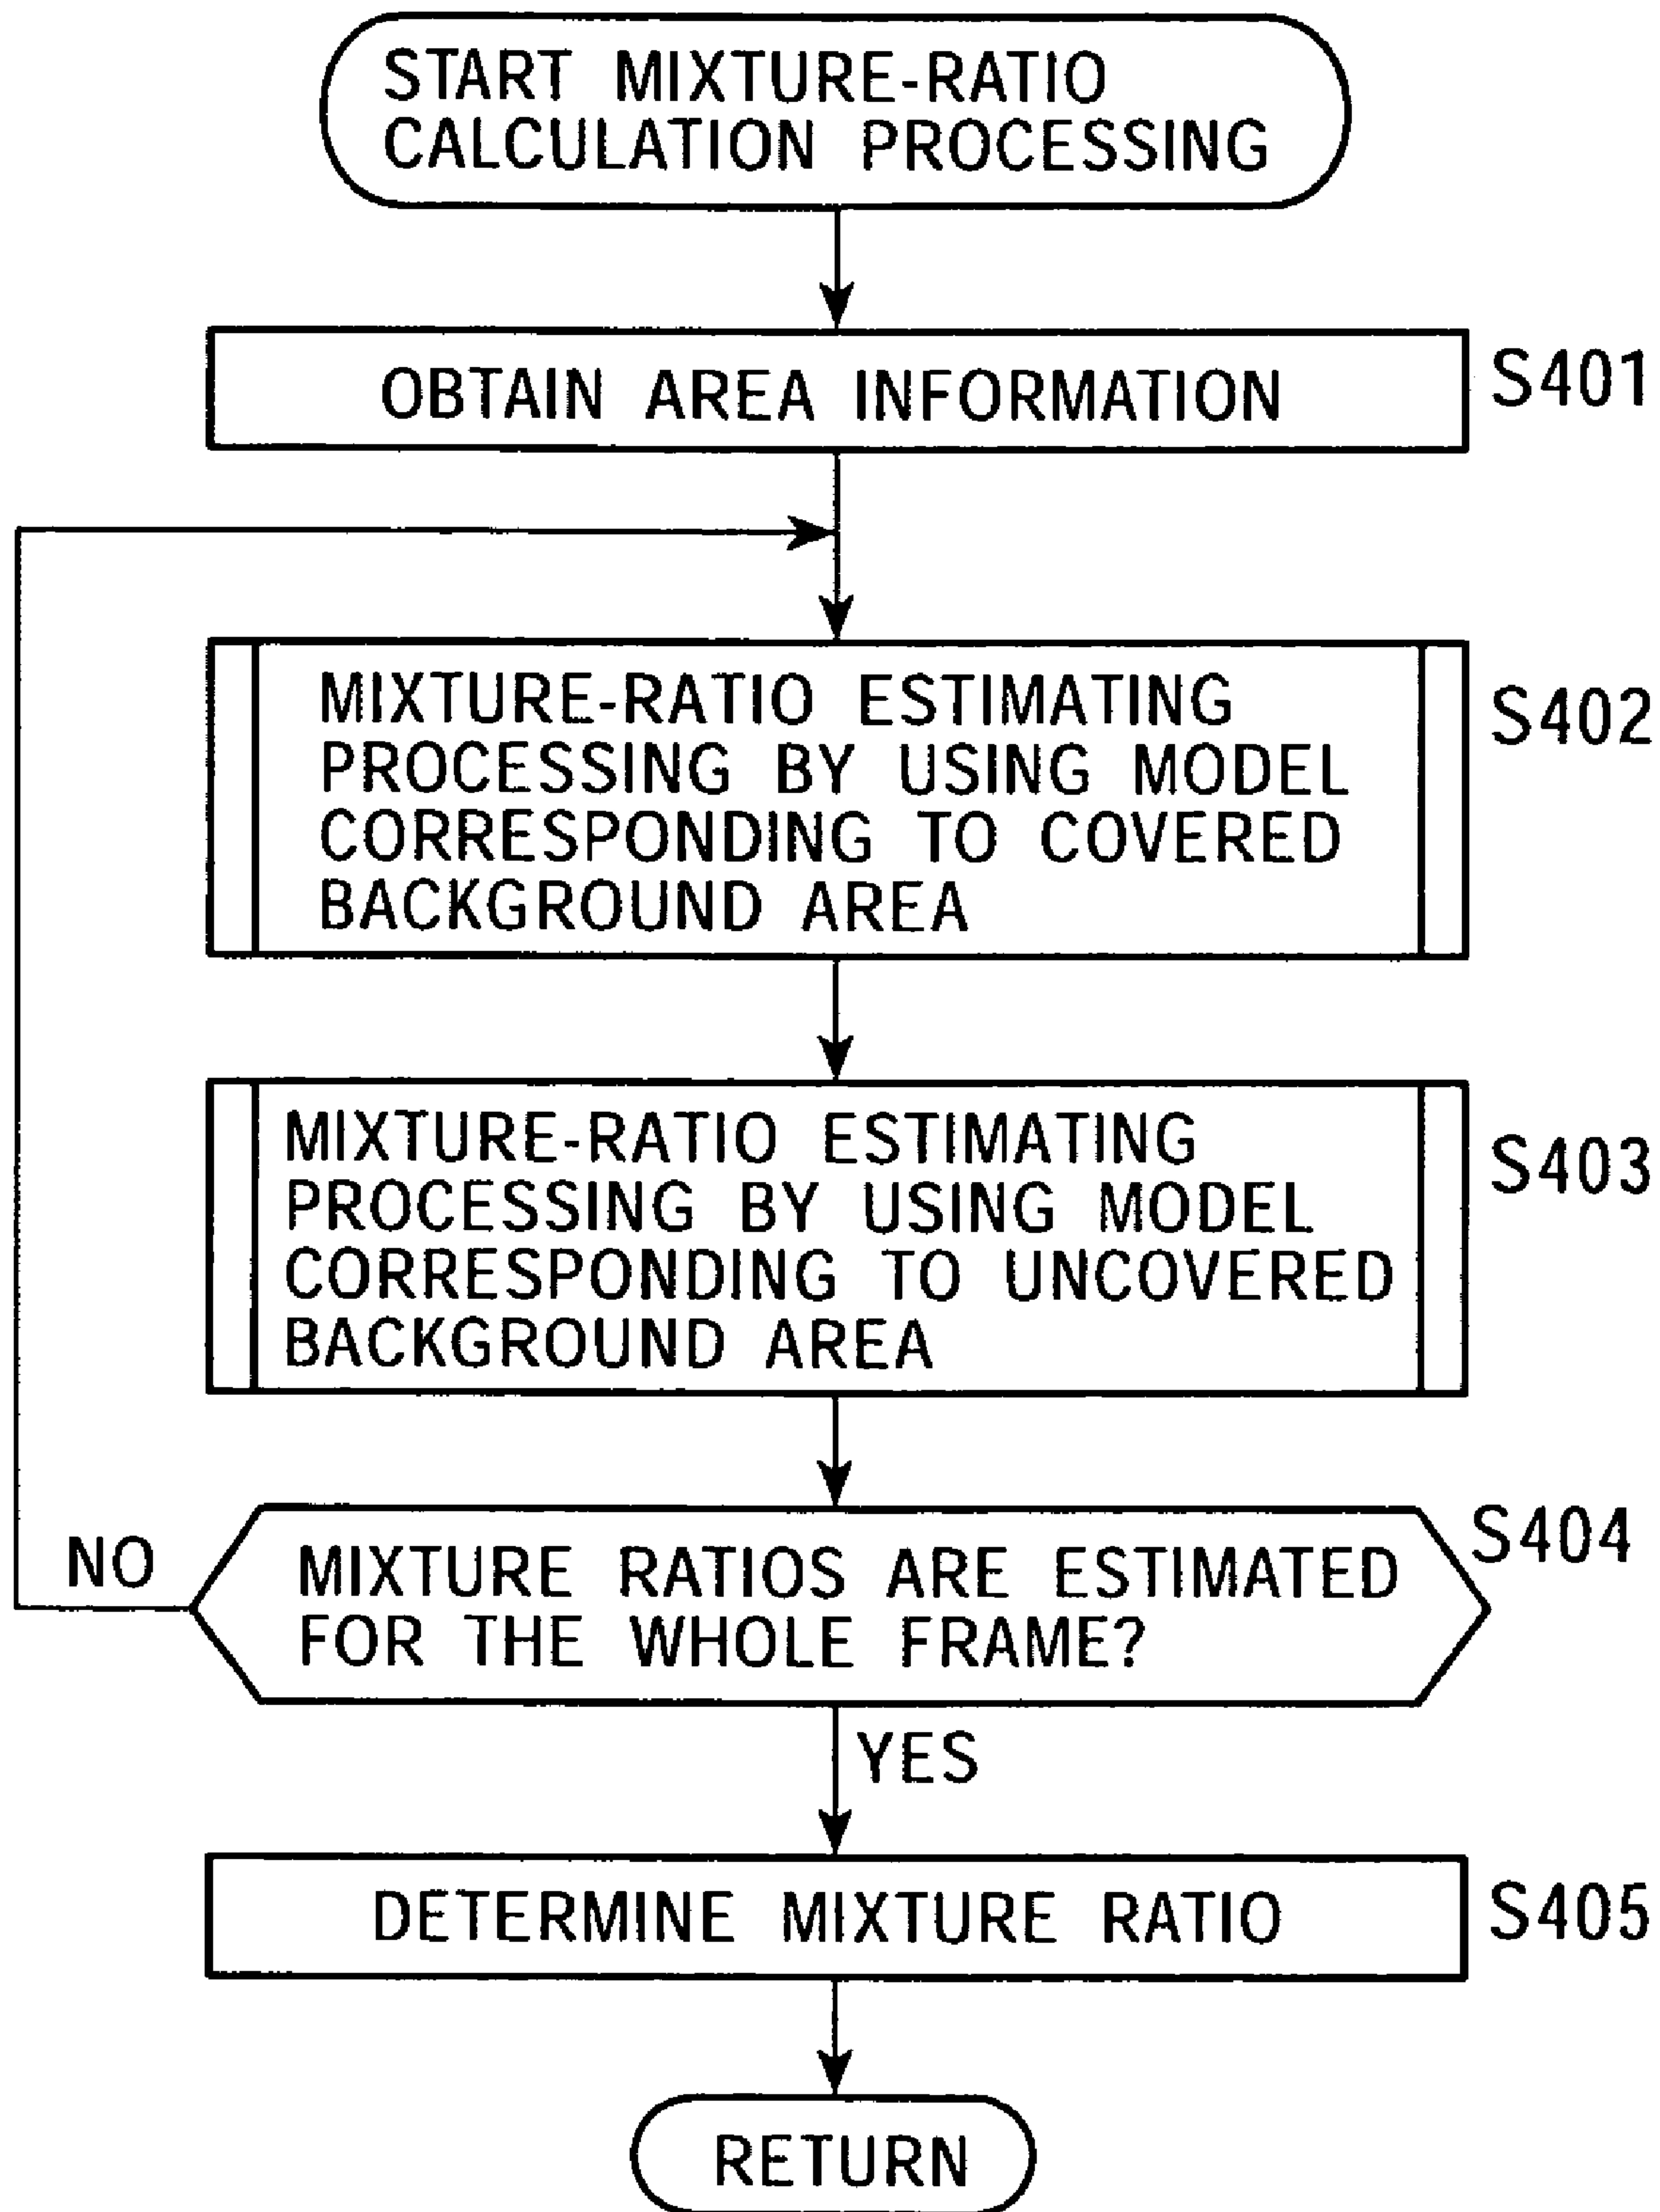 START MIXTURE-RATIO
CALCULATION PROCESSING
OBTAIN AREA INFORMATION
S401
MIXTURE-RATIO ESTIMATING
PROCESSING BY USING MODEL
CORRESPONDING TO COVERED
BACKGROUND AREA
S402
MIXTURE-RATIO ESTIMATING
PROCESSING BY USING MODEL
CORRESPONDING TO UNCOVERED
BACKGROUND AREA
S403
NO
MIXTURE RATIOS ARE ESTIMATED
FOR THE WHOLE FRAME?
S404
YES
DETERMINE MIXTURE RATIO
S405
RETURN